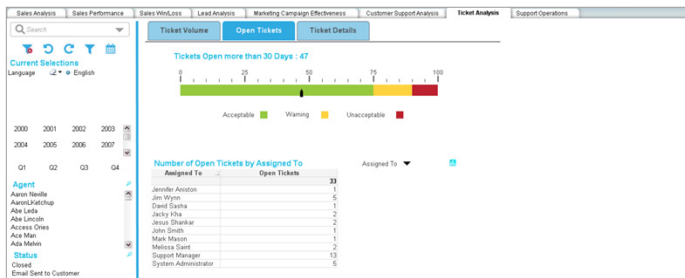 Sales Analysis Sales Performance Sales Win/Loss Lead Analysis Marketing Campaign Effectiveness Customer Support Analysis Ticket Analysis Support Operations
Search
Ticket Volume Open Tickets Ticket Details
Current Selections
Language English
2000 2001 2002 2003
2004 2005 2006 2007
Q1 Q2 Q3 Q4
Agent
Aaron Neville
AaronLKetchup
Abe Leda
Abe Lincoln
Access Ories
Ace Man
Ada Melvin
Status
Closed
Email Sent to Customer
Tickets Open more than 30 Days : 47
0 25 50 75 100
Acceptable Warning Unacceptable
Number of Open Tickets by Assigned To
Assigned To
Assigned To Open Tickets
33
Jennifer Aniston 1
Jim Wynn 5
David Sasha 1
Jacky Kha 2
Jesus Shankar 2
John Smith 1
Mark Mason 1
Melissa Saint 2
Support Manager 13
System Administrator 5